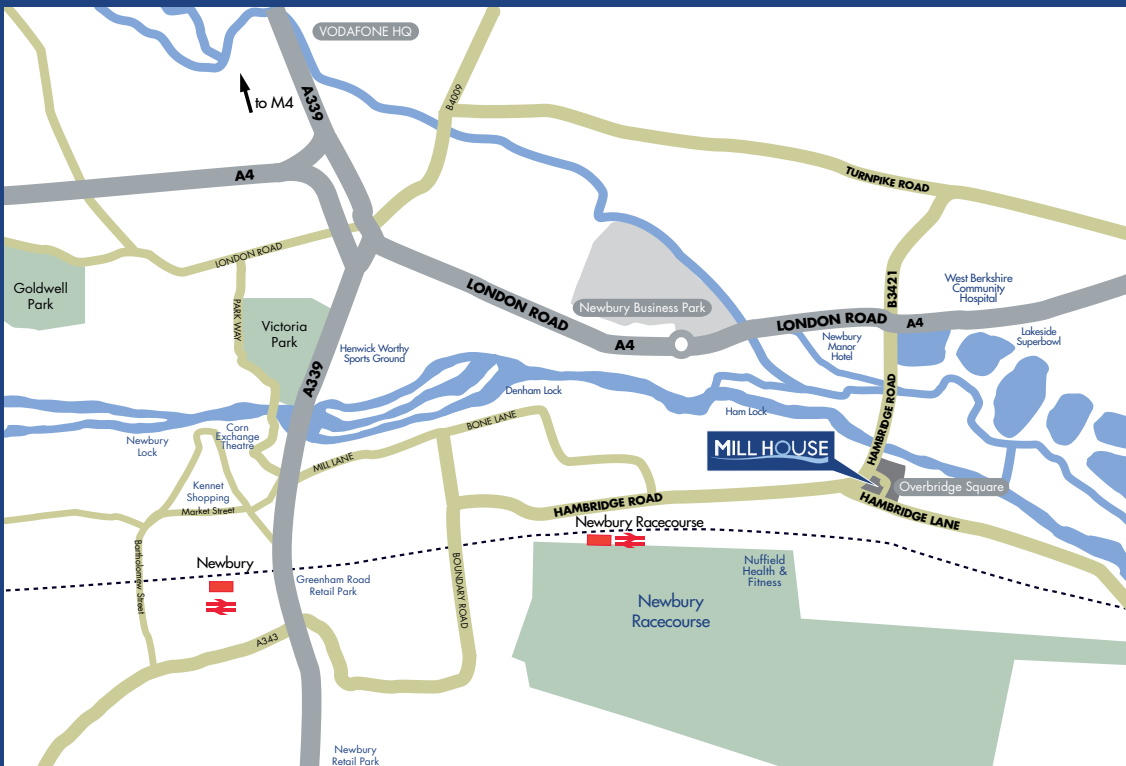 VODAFONE HQ
to M4
A339
B4009
A4
TURNPIKE ROAD
LONDON ROAD
Goldwell
Park
PARK WAY
Victoria
Park
LONDON ROAD
Newbury Business Park
A4
LONDON ROAD
A4
B3421
West Berkshire
Community
Hospital
Newbury
Manor
Hotel
Lakeside
Superbowl
Henwick Worthy
Sports Ground
A339
Denham Lock
Ham Lock
HAMBRIDGE ROAD
Newbury
Lock
Corn
Exchange
Theatre
BONE LANE
MILL LANE
MILL HOUSE
Overbridge Square
Kennet
Shopping
Market Street
HAMBRIDGE ROAD
HAMBRIDGE LANE
Newbury Racecourse
Bartholomew Street
Newbury
Greenham Road
Retail Park
BOUNDARY ROAD
Nuffield
Health &
Fitness
Newbury
Racecourse
A343
Newbury
Retail Park